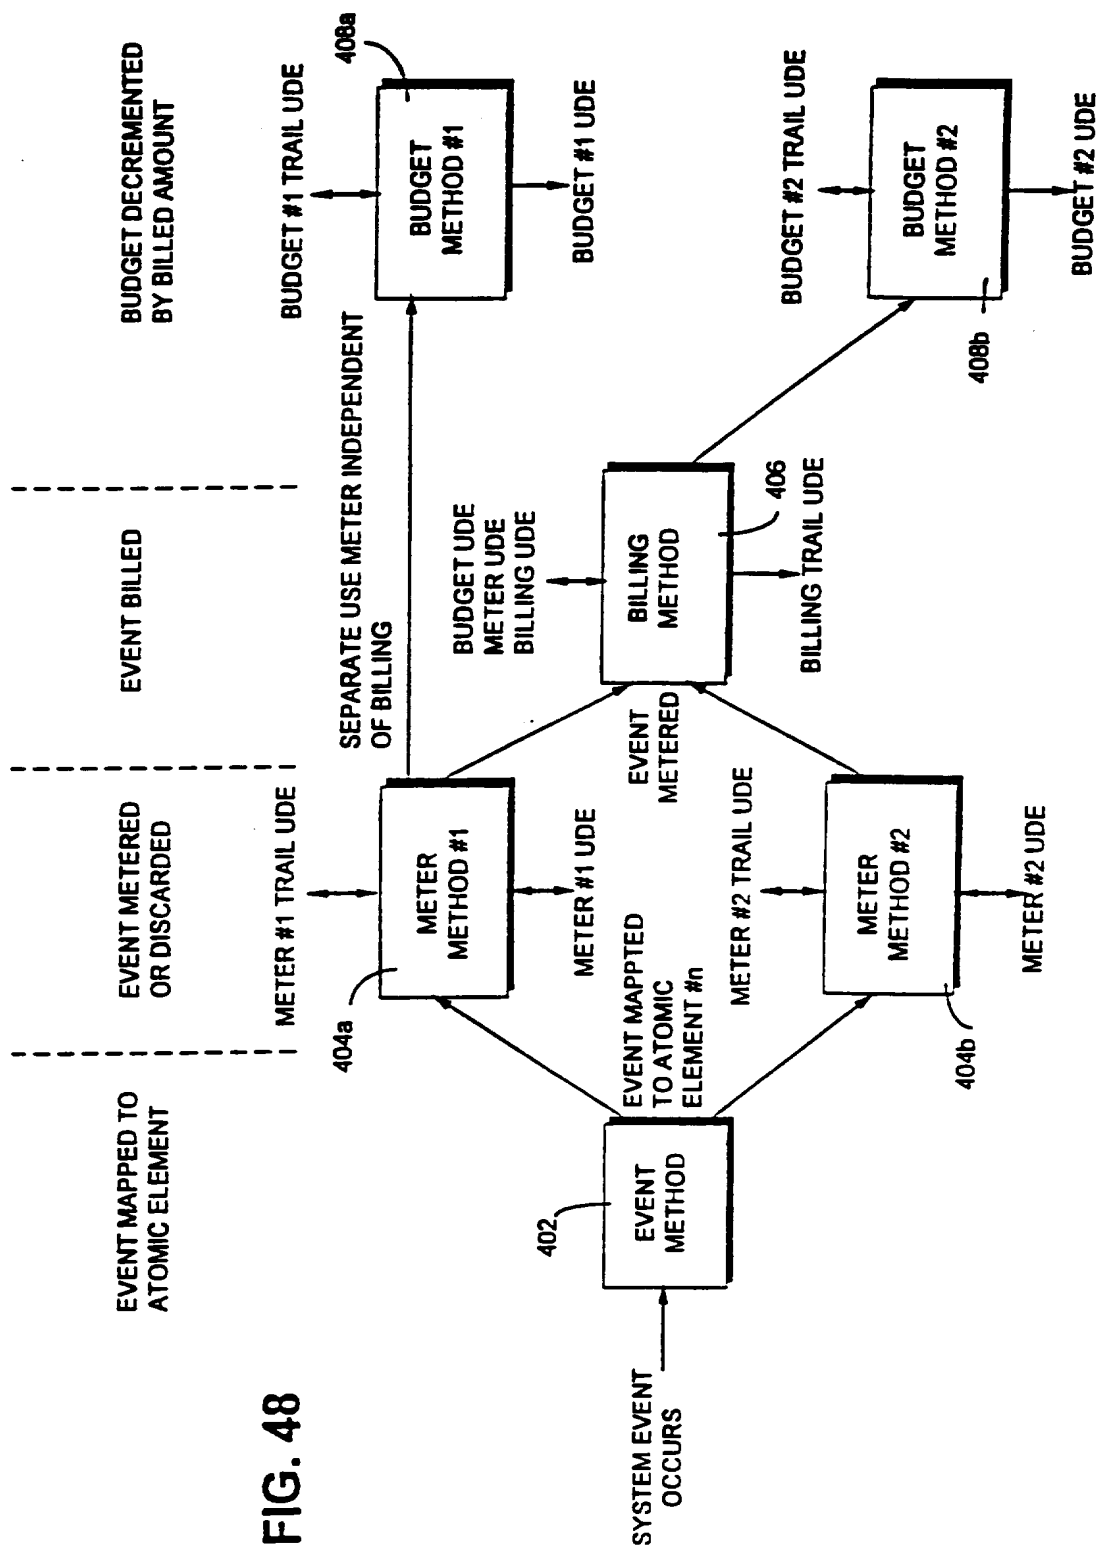 FIG. 48
EVENT MAPPED TO
ATOMIC ELEMENT
EVENT METERED
OR DISCARDED
EVENT BILLED
BUDGET DECREMENTED
BY BILLED AMOUNT
SYSTEM EVENT
OCCURS
402
EVENT
METHOD
EVENT MAPPTED
TO ATOMIC
ELEMENT #n
METER #1 TRAIL UDE
404a
METER
METHOD #1
METER #1 UDE
METER #2 TRAIL UDE
METER
METHOD #2
404b
METER #2 UDE
SEPARATE USE METER INDEPENDENT
OF BILLING
EVENT
METERED
BUDGET UDE
METER UDE
BILLING UDE
BILLING
METHOD
406
BILLING TRAIL UDE
BUDGET #1 TRAIL UDE
408a
BUDGET
METHOD #1
BUDGET #1 UDE
BUDGET #2 TRAIL UDE
BUDGET
METHOD #2
408b
BUDGET #2 UDE